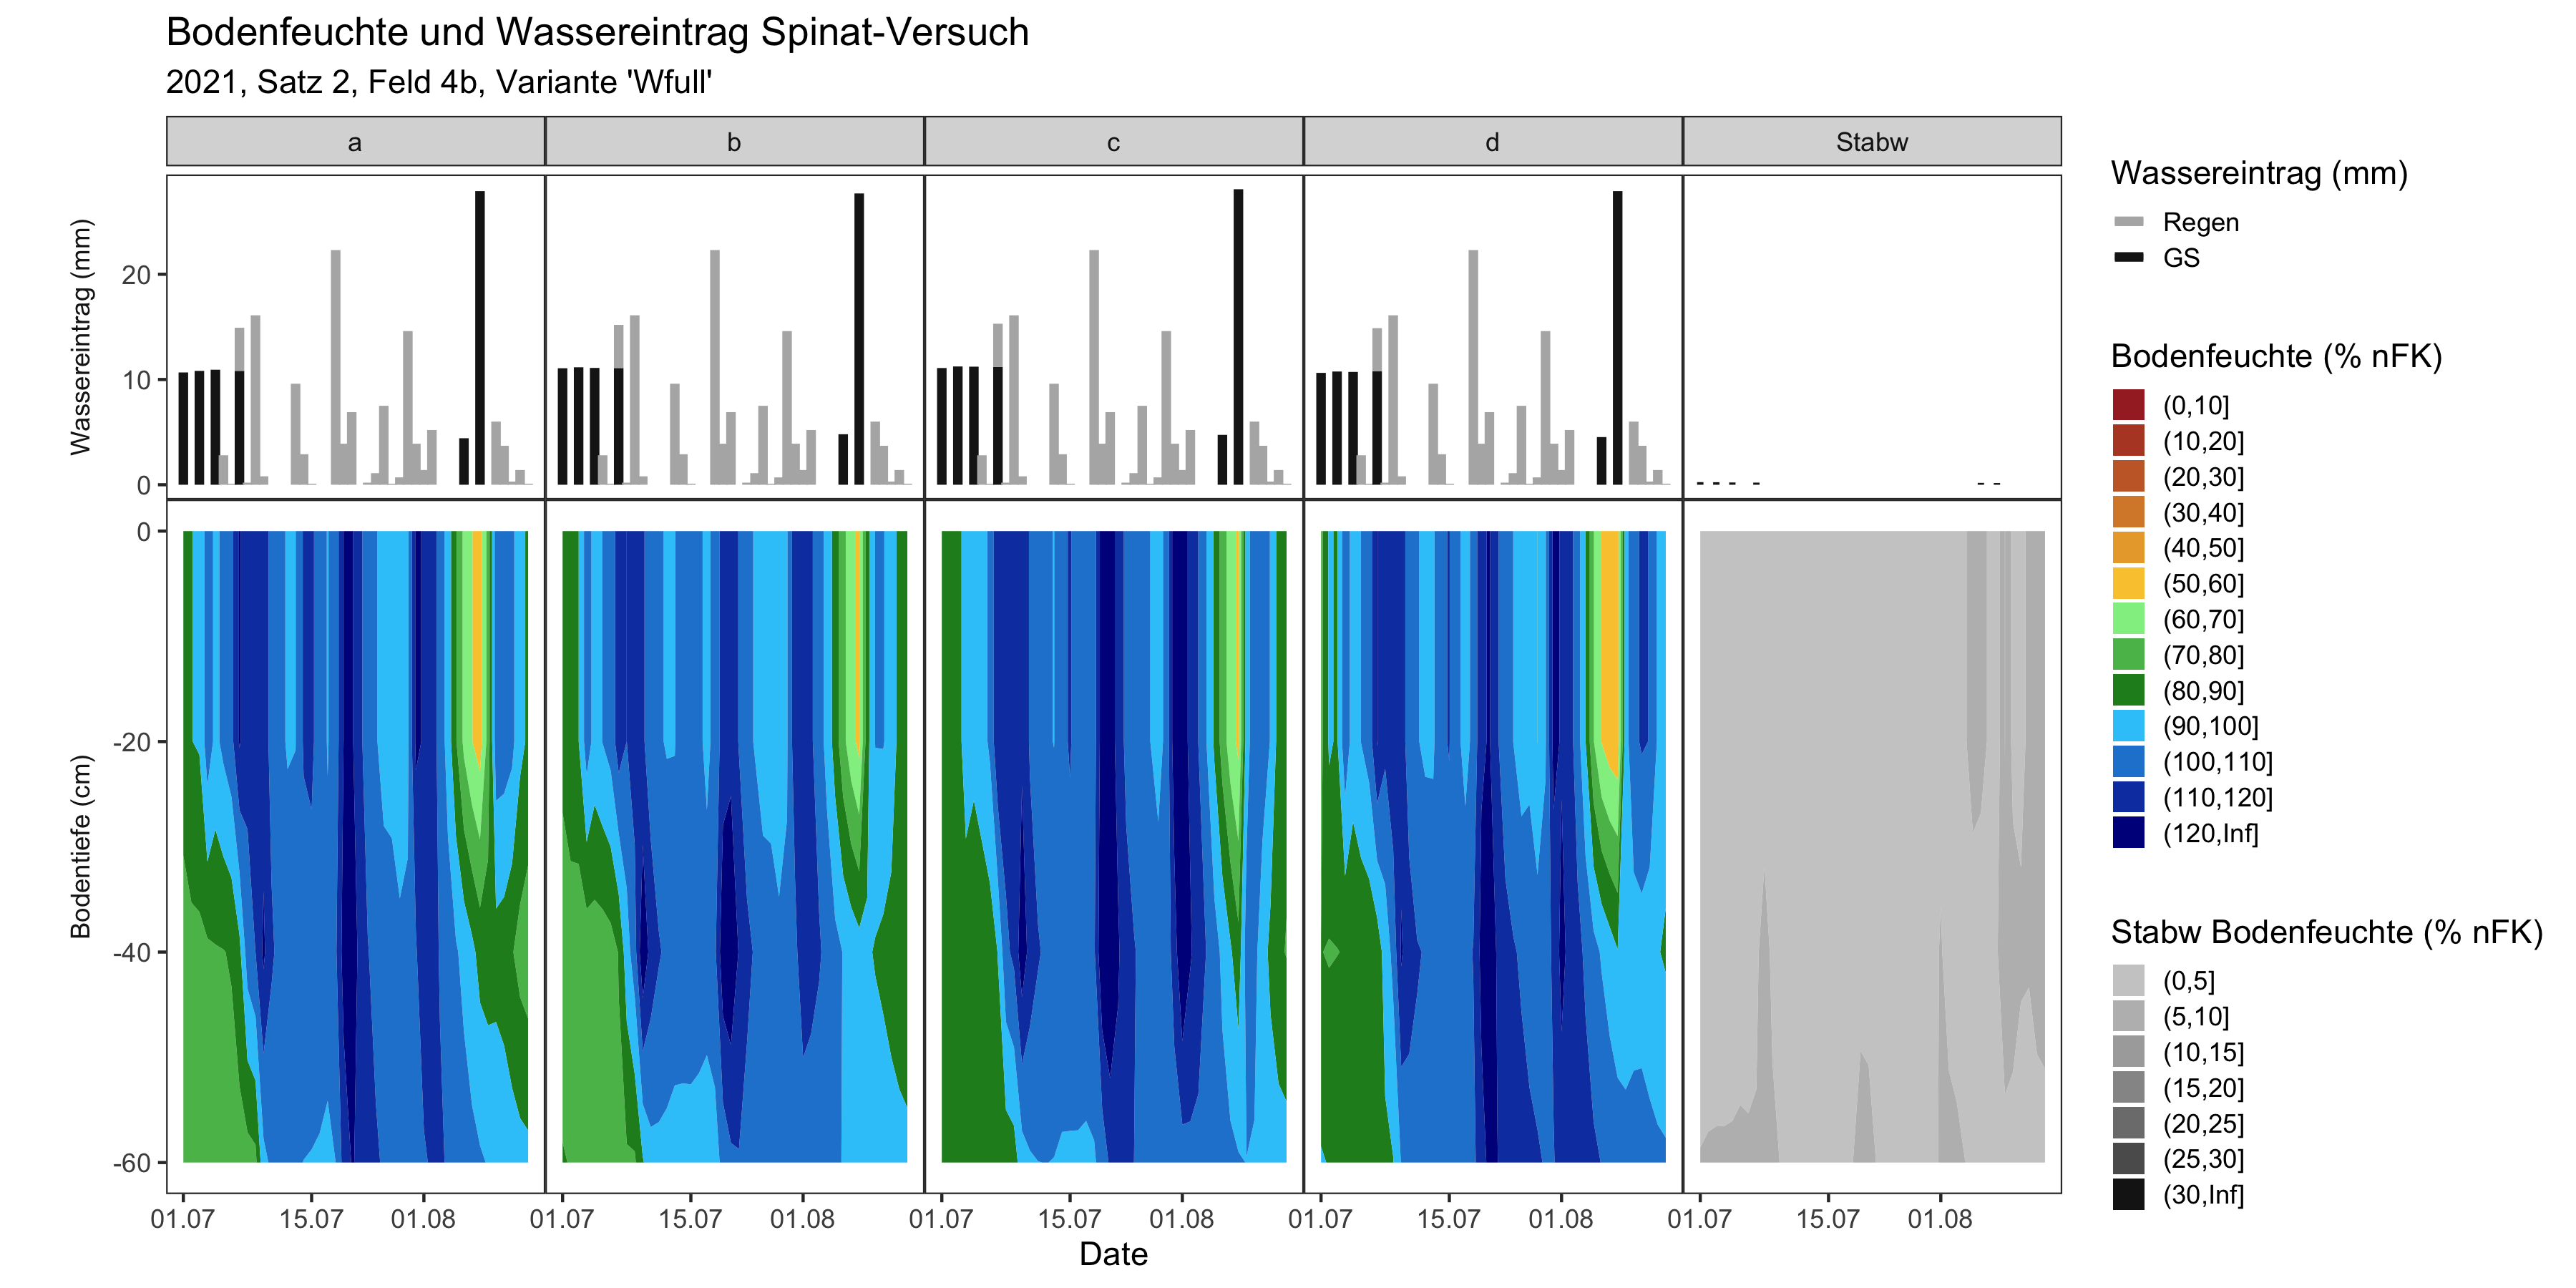 Bodenfeuchte und Wassereintrag Spinat-Versuch
2021, Satz 2, Feld 4b, Variante 'Wfull'
a
b
c
d
Stabw
Wassereintrag (mm)
20
10
0
Bodentiefe (cm)
0
-20
-40
-60
01.07
15.07
01.08
01.07
15.07
01.08
01.07
15.07
01.08
01.07
15.07
01.08
01.07
15.07
01.08
Date
Wassereintrag (mm)
Regen
GS
Bodenfeuchte (% nFK)
(0,10]
(10,20]
(20,30]
(30,40]
(40,50]
(50,60]
(60,70]
(70,80]
(80,90]
(90,100]
(100,110]
(110,120]
(120,Inf]
Stabw Bodenfeuchte (% nFK)
(0,5]
(5,10]
(10,15]
(15,20]
(20,25]
(25,30]
(30,Inf]